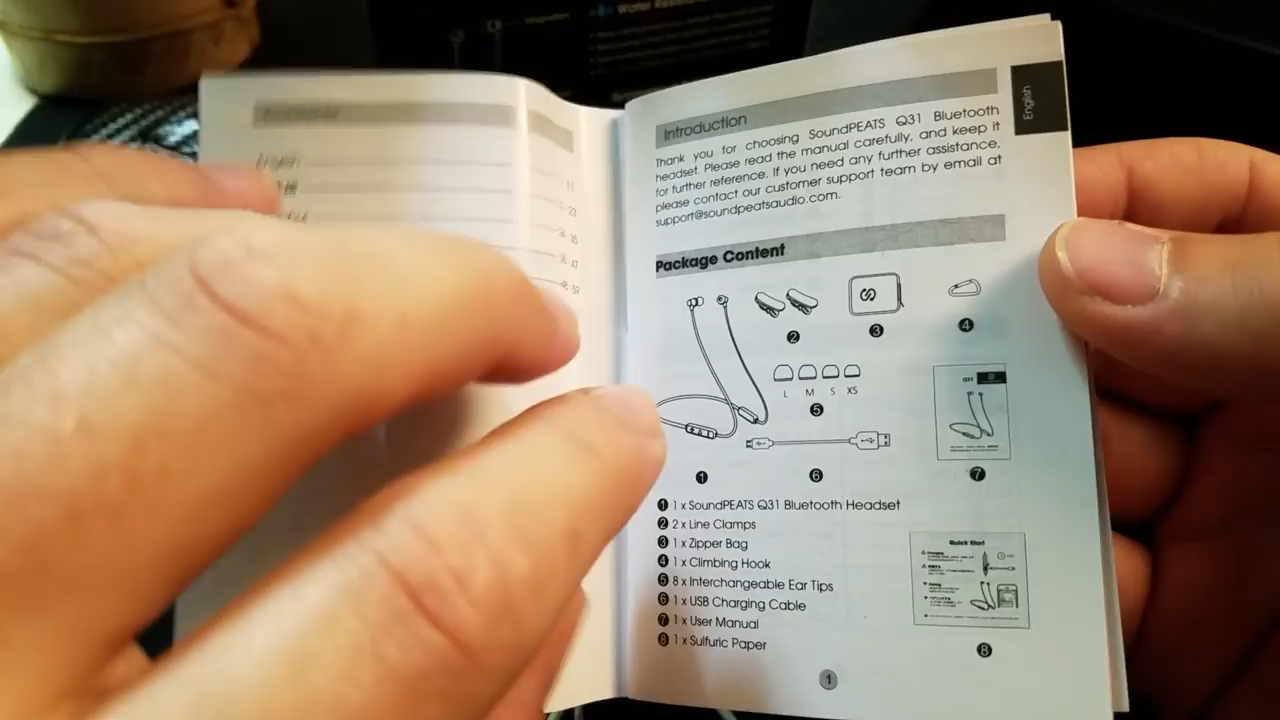 Water Resis
Introduction
English
Thank you for choosing SoundPEATS Q31 Bluetooth
headset. Please read the manual carefully, and keep it
for further reference. If you need any further assistance,
please contact our customer support team by email at
support@soundpeatsaudio.com.
Package Content
2
3
4
L M S XS
5
1
6
7
Q31
Quick Start
8
1 1 x SoundPEATS Q31 Bluetooth Headset
2 2 x Line Clamps
3 1 x Zipper Bag
4 1 x Climbing Hook
5 8 x Interchangeable Ear Tips
6 1 x USB Charging Cable
7 1 x User Manual
8 1 x Sulfuric Paper
1